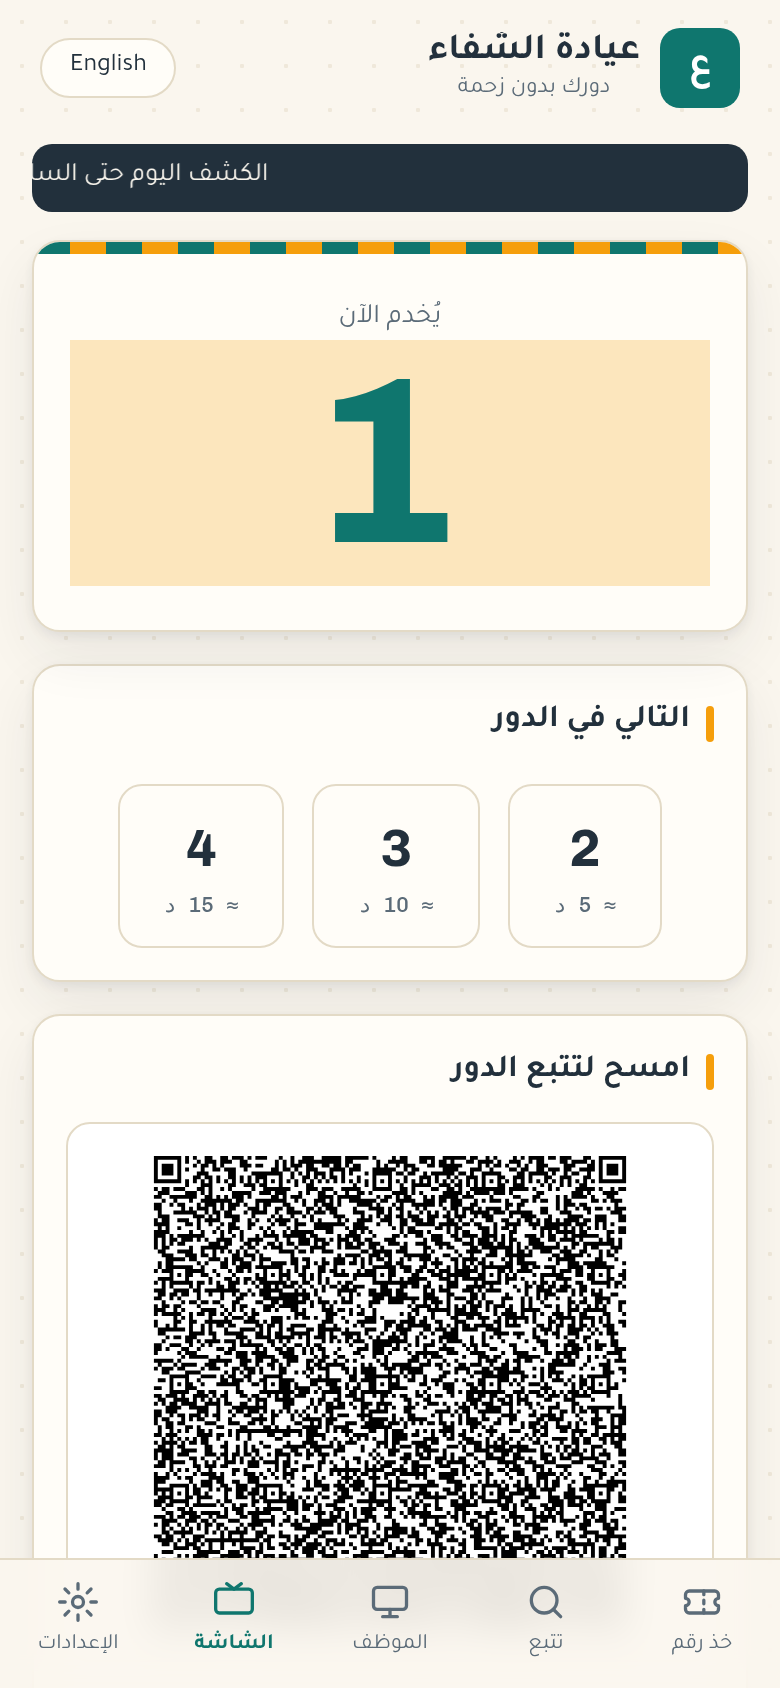 ع
عيادة الشفاء
دورك بدون زحمة
English
الكشف اليوم حتى
يُخدم الآن
1
التالي في الدور
2
≈ 5 د
3
≈ 10 د
4
≈ 15 د
امسح لتتبع الدور
خذ رقم
تتبع
الموظف
الشاشة
الإعدادات